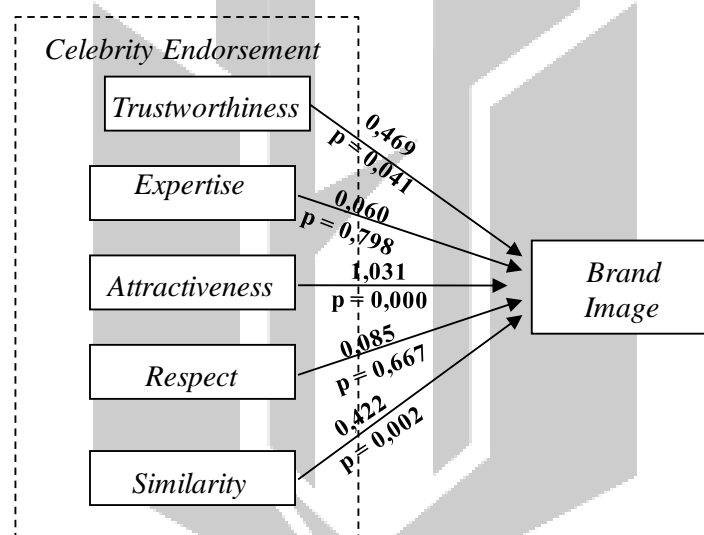 Celebrity Endorsement
Trustworthiness
0,469
p = 0,041
Expertise
0,060
p = 0,798
Attractiveness
1,031
p = 0,000
Brand
Image
Respect
0,085
p = 0,667
Similarity
0,422
p = 0,002